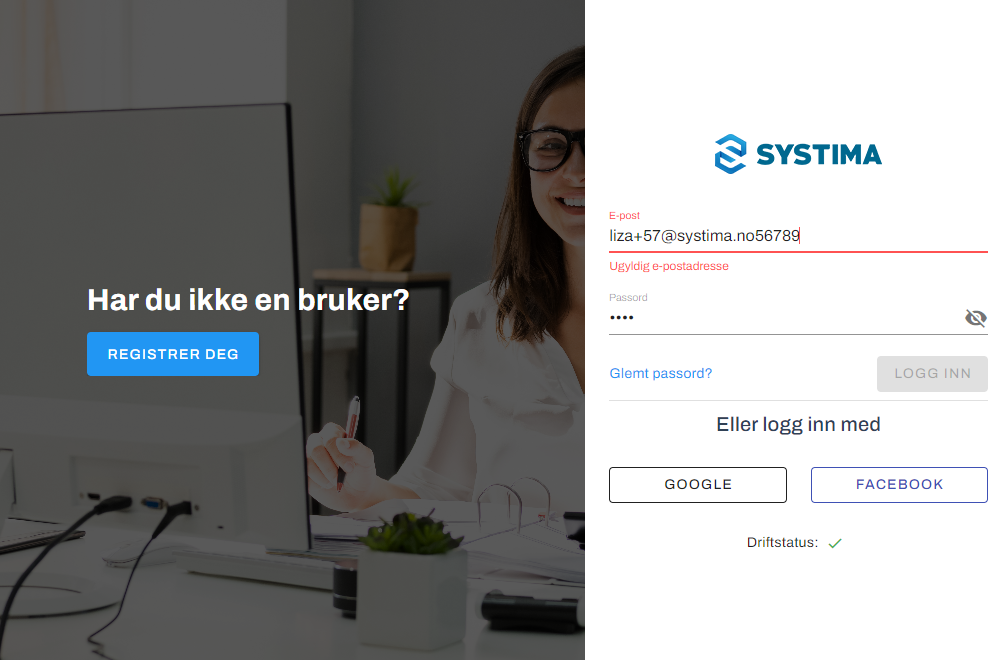 Har du ikke en bruker?
REGISTRER DEG
SYSTIMA
E-post
liza+57@systima.no56789
Ugyldig e-postadresse
Passord
••••
Glemt passord?
LOGG INN
Eller logg inn med
GOOGLE
FACEBOOK
Driftstatus: